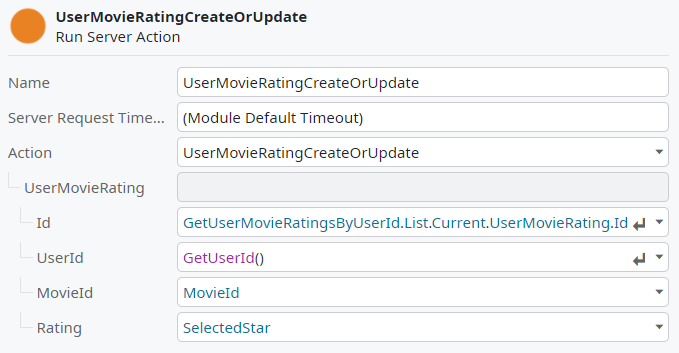 UserMovieRatingCreateOrUpdate
Run Server Action
Name UserMovieRatingCreateOrUpdate
Server Request Time... (Module Default Timeout)
Action UserMovieRatingCreateOrUpdate
UserMovieRating
Id GetUserMovieRatingsByUserId.List.Current.UserMovieRating.Id
UserId GetUserId()
MovieId MovieId
Rating SelectedStar